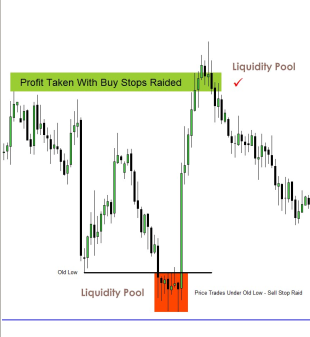 Liquidity Pool
Profit Taken With Buy Stops Raided
Old Low
Liquidity Pool
Price Trades Under Old Low - Sell Stop Raid